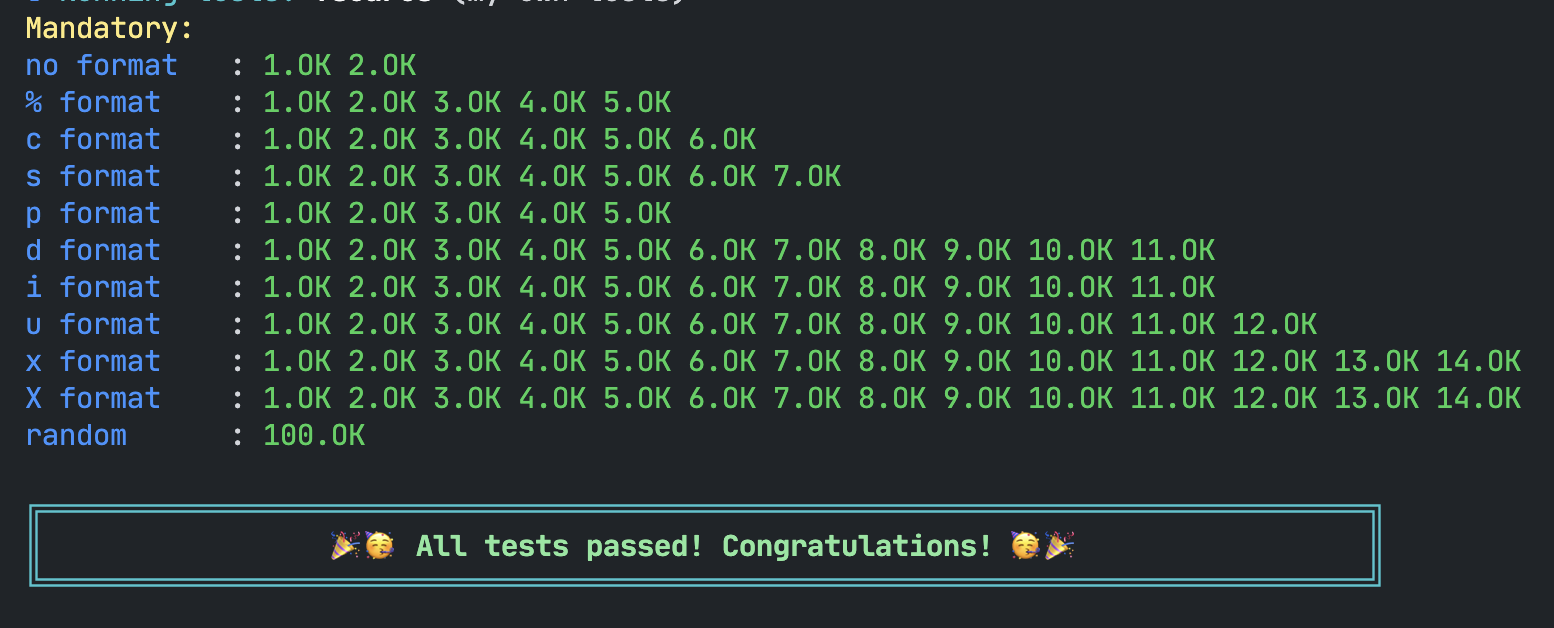 Mandatory:
no format : 1.OK 2.OK
% format : 1.OK 2.OK 3.OK 4.OK 5.OK
c format : 1.OK 2.OK 3.OK 4.OK 5.OK 6.OK
s format : 1.OK 2.OK 3.OK 4.OK 5.OK 6.OK 7.OK
p format : 1.OK 2.OK 3.OK 4.OK 5.OK
d format : 1.OK 2.OK 3.OK 4.OK 5.OK 6.OK 7.OK 8.OK 9.OK 10.OK 11.OK
i format : 1.OK 2.OK 3.OK 4.OK 5.OK 6.OK 7.OK 8.OK 9.OK 10.OK 11.OK
u format : 1.OK 2.OK 3.OK 4.OK 5.OK 6.OK 7.OK 8.OK 9.OK 10.OK 11.OK 12.OK
x format : 1.OK 2.OK 3.OK 4.OK 5.OK 6.OK 7.OK 8.OK 9.OK 10.OK 11.OK 12.OK 13.OK 14.OK
X format : 1.OK 2.OK 3.OK 4.OK 5.OK 6.OK 7.OK 8.OK 9.OK 10.OK 11.OK 12.OK 13.OK 14.OK
random : 100.OK
🎉🥳 All tests passed! Congratulations! 🥳🎉